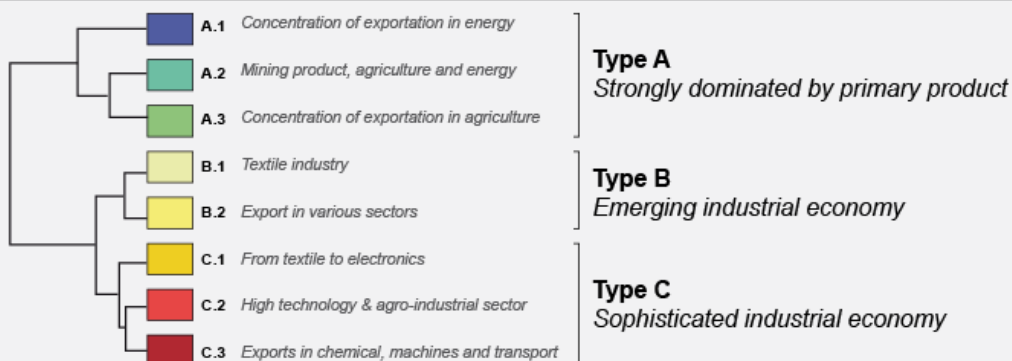 A.1 Concentration of exportation in energy
A.2 Mining product, agriculture and energy
A.3 Concentration of exportation in agriculture
Type A
Strongly dominated by primary product
B.1 Textile industry
B.2 Export in various sectors
Type B
Emerging industrial economy
C.1 From textile to electronics
C.2 High technology & agro-industrial sector
C.3 Exports in chemical, machines and transport
Type C
Sophisticated industrial economy